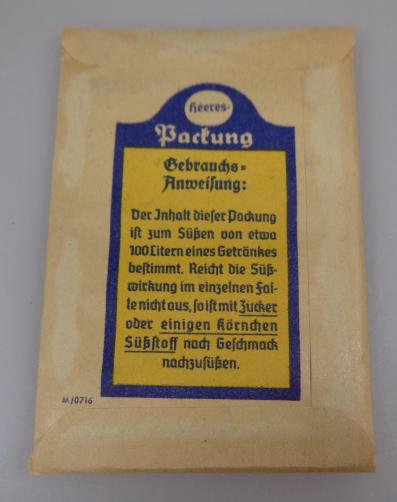 Heeres-
Packung
Gebrauchs-
Anweisung:
Der Inhalt dieser Packung
ist zum Süßen von etwa
100 Litern eines Getränkes
bestimmt. Reicht die Süß-
wirkung im einzelnen Fal-
le nicht aus, so ist mit Zucker
oder einigen Körnchen
Süßstoff nach Geschmack
nachzusüßen.
M/0716